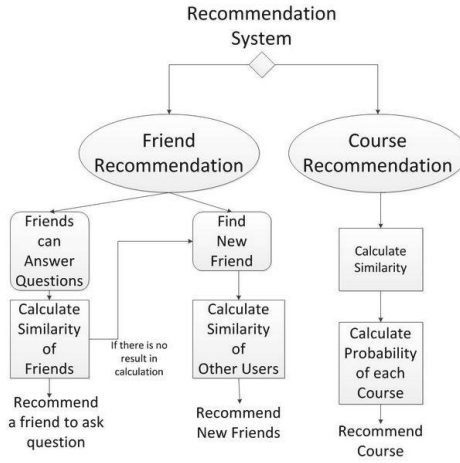 Recommendation
System
Friend
Recommendation
Course
Recommendation
Friends
can
Answer
Questions
Find
New
Friend
Calculate
Similarity
Calculate
Similarity
of
Friends
If there is no
result in
calculation
Calculate
Similarity
of
Other Users
Calculate
Probability
of each
Course
Recommend
a friend to ask
question
Recommend
New Friends
Recommend
Course